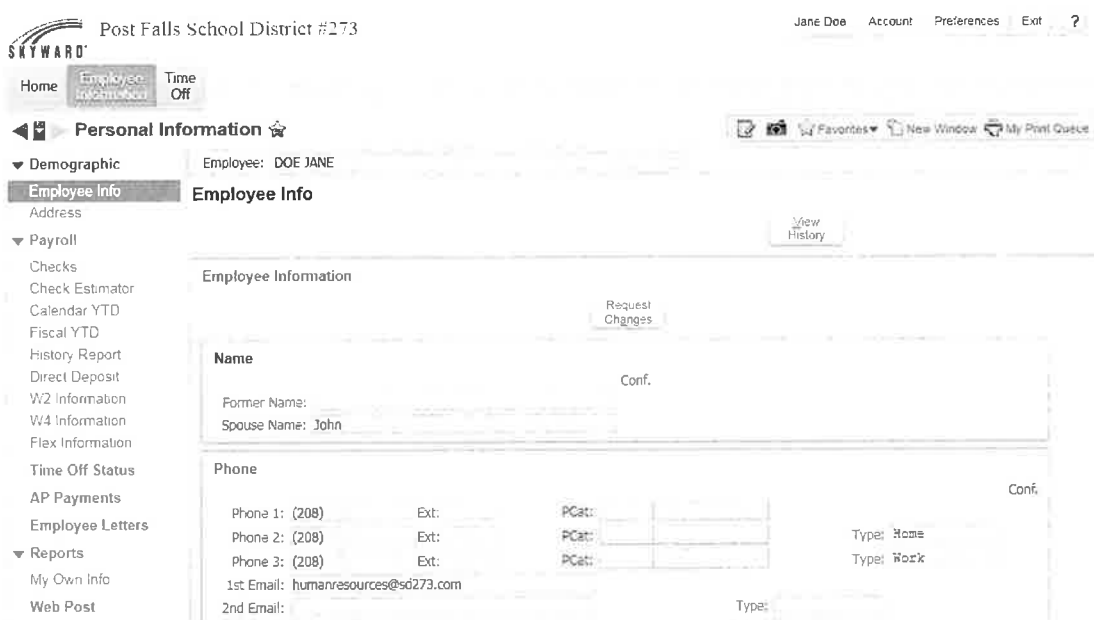 Post Falls School District #273
Jane Doe Account Preferences Exit ?
SKYWARD
Home Employee Information Time Off
Personal Information
Favorites New Window My Print Queue
Demographic
Employee: DOE JANE
Employee Info
Employee Info
Address
View History
Payroll
Checks
Employee Information
Check Estimator
Request Changes
Calendar YTD
Fiscal YTD
History Report
Name
Direct Deposit
Conf.
W2 Information
Former Name:
W4 Information
Spouse Name: John
Flex Information
Time Off Status
Phone
AP Payments
Conf.
Phone 1: (208) Ext: PCat:
Employee Letters
Phone 2: (208) Ext: PCat: Type: Home
Reports
Phone 3: (208) Ext: PCat: Type: Work
My Own Info
1st Email: humanresources@sd273.com
Web Post
2nd Email: Type: